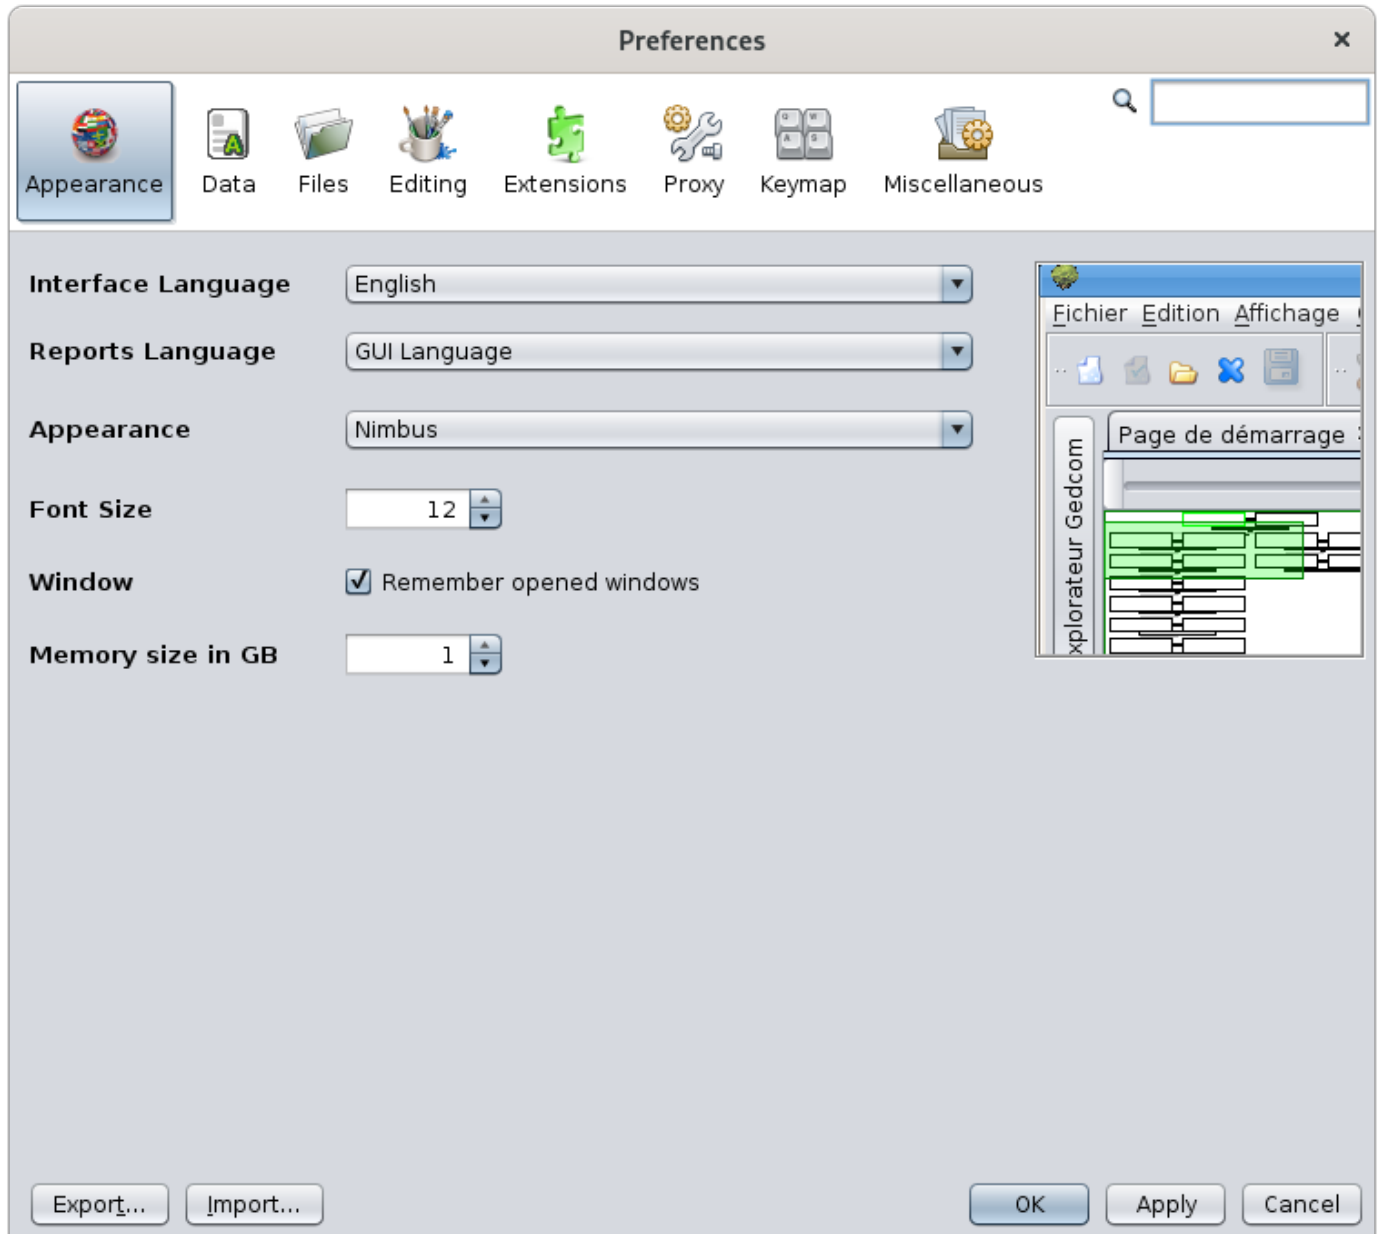 Preferences
Appearance Data Files Editing Extensions Proxy Keymap Miscellaneous
Interface Language English
Reports Language GUI Language
Appearance Nimbus
Font Size 12
Window Remember opened windows
Memory size in GB 1
Fichier Edition Affichage
Page de démarrage
xplorateur Gedcom
Export... Import... OK Apply Cancel